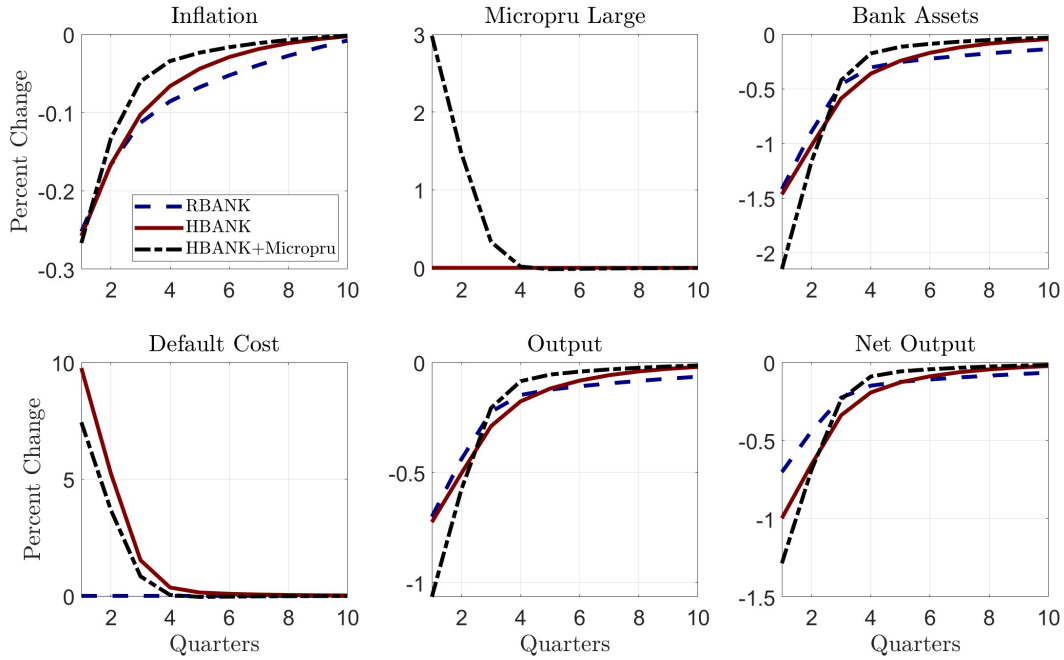 Inflation
Percent Change
0
-0.1
-0.2
-0.3
2 4 6 8 10
RBANK
HBANK
HBANK+Micropru
Micropru Large
3
2
1
0
2 4 6 8 10
Bank Assets
0
-0.5
-1
-1.5
-2
2 4 6 8 10
Default Cost
Percent Change
10
5
0
2 4 6 8 10
Quarters
Output
0
-0.5
-1
2 4 6 8 10
Quarters
Net Output
0
-0.5
-1
-1.5
2 4 6 8 10
Quarters